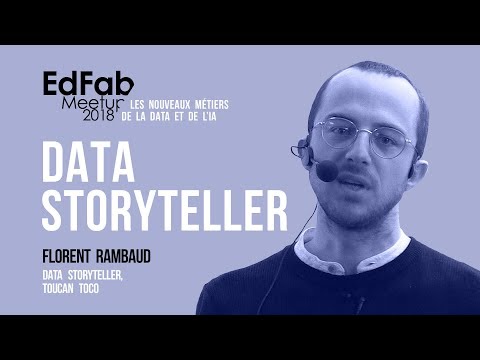 EdFab
Meetup
2018
LES NOUVEAUX MÉTIERS
DE LA DATA ET DE L'IA
DATA
STORYTELLER
FLORENT RAMBAUD
DATA STORYTELLER,
TOUCAN TOCO